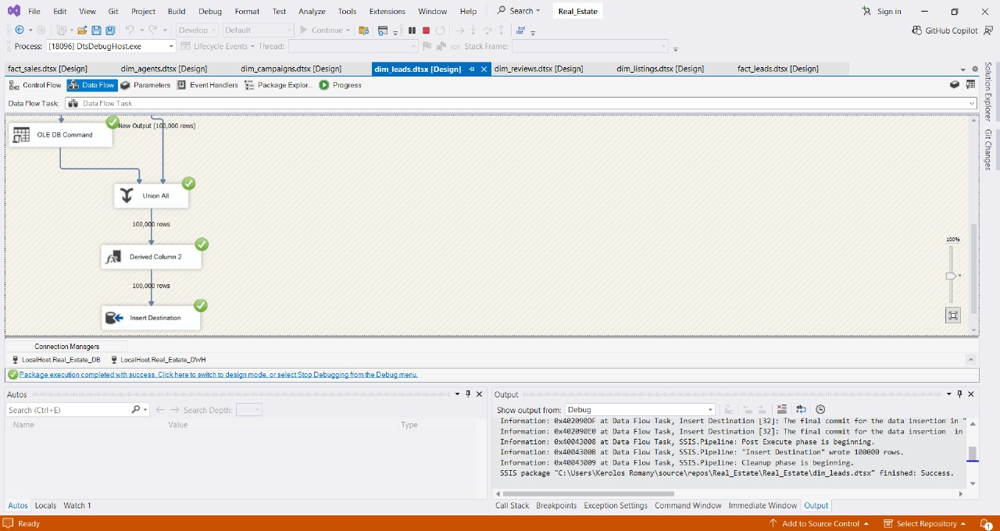 File Edit View Git Project Build Debug Format Test Analyze Tools Extensions Window Help Search Real_Estate Sign in
Develop Default Continue GitHub Copilot
Process: [18096] DtsDebugHost.exe Lifecycle Events Thread: Stack Frame:
fact_sales.dtsx [Design] dim_agents.dtsx [Design] dim_campaigns.dtsx [Design] dim_leads.dtsx [Design] dim_reviews.dtsx [Design] dim_listings.dtsx [Design] fact_leads.dtsx [Design]
Control Flow Data Flow Parameters Event Handlers Package Explor... Progress
Data Flow Task: Data Flow Task
Solution Explorer
Git Changes
New Output (100,000 rows)
OLE DB Command
Union All
100,000 rows
Derived Column 2
100,000 rows
Insert Destination
100%
Connection Managers
LocalHost.Real_Estate_DB LocalHost.Real_Estate_DWH
Package execution completed with success. Click here to switch to design mode, or select Stop Debugging from the Debug menu.
Autos
Search (Ctrl+E) Search Depth:
Name Value Type
Output
Show output from: Debug
Information: 0x402090DF at Data Flow Task, Insert Destination [32]: The final commit for the data insertion in "
Information: 0x402090E0 at Data Flow Task, Insert Destination [32]: The final commit for the data insertion in
Information: 0x40043008 at Data Flow Task, SSIS.Pipeline: Post Execute phase is beginning.
Information: 0x4004300B at Data Flow Task, SSIS.Pipeline: "Insert Destination" wrote 100000 rows.
Information: 0x40043009 at Data Flow Task, SSIS.Pipeline: Cleanup phase is beginning.
SSIS package "C:\Users\Kerolos Romany\source\repos\Real_Estate\Real_Estate\dim_leads.dtsx" finished: Success.
Autos Locals Watch 1
Call Stack Breakpoints Exception Settings Command Window Immediate Window Output
Ready Add to Source Control Select Repository 1